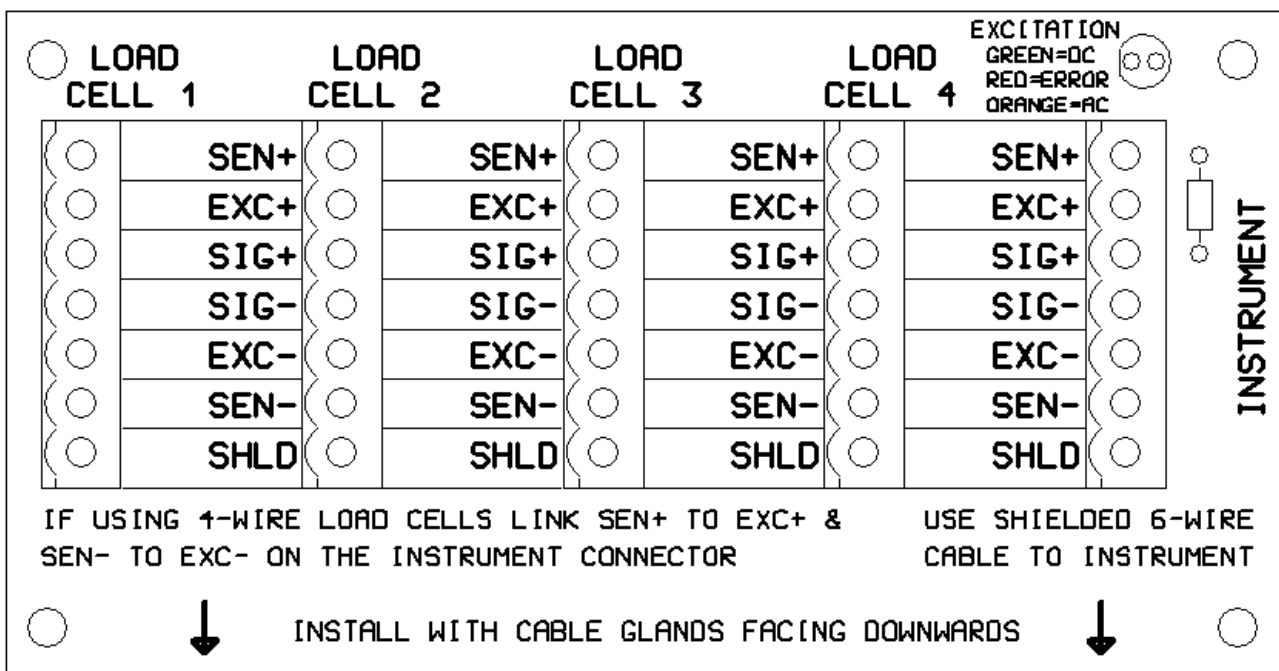 LOAD CELL 1
LOAD CELL 2
LOAD CELL 3
LOAD CELL 4
EXCITATION
GREEN=DC
RED=ERROR
ORANGE=AC
SEN+ SEN+ SEN+ SEN+
EXC+ EXC+ EXC+ EXC+
SIG+ SIG+ SIG+ SIG+
SIG- SIG- SIG- SIG-
EXC- EXC- EXC- EXC-
SEN- SEN- SEN- SEN-
SHLD SHLD SHLD SHLD
INSTRUMENT
IF USING 4-WIRE LOAD CELLS LINK SEN+ TO EXC+ &
SEN- TO EXC- ON THE INSTRUMENT CONNECTOR
USE SHIELDED 6-WIRE
CABLE TO INSTRUMENT
INSTALL WITH CABLE GLANDS FACING DOWNWARDS